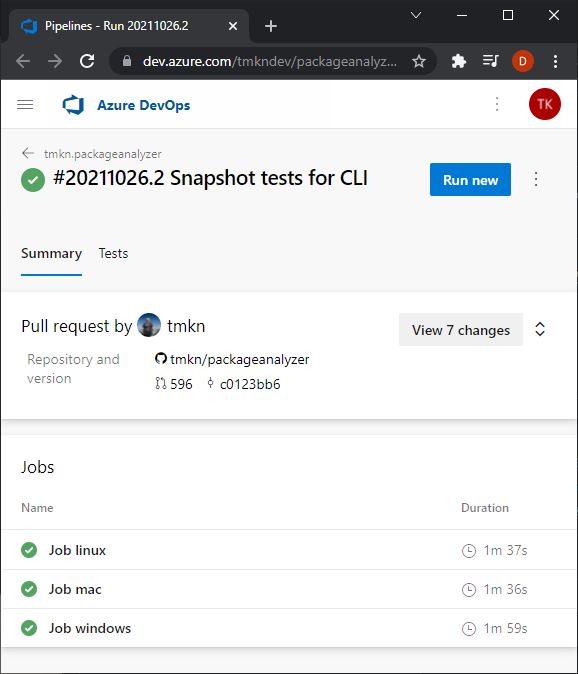 Pipelines - Run 20211026.2
dev.azure.com/tmkndev/packageanalyz...
D
Azure DevOps
TK
tmkn.packageanalyzer
#20211026.2 Snapshot tests for CLI
Run new
Summary
Tests
Pull request by tmkn
View 7 changes
Repository and
version
tmkn/packageanalyzer
596
c0123bb6
Jobs
Name
Duration
Job linux
1m 37s
Job mac
1m 36s
Job windows
1m 59s